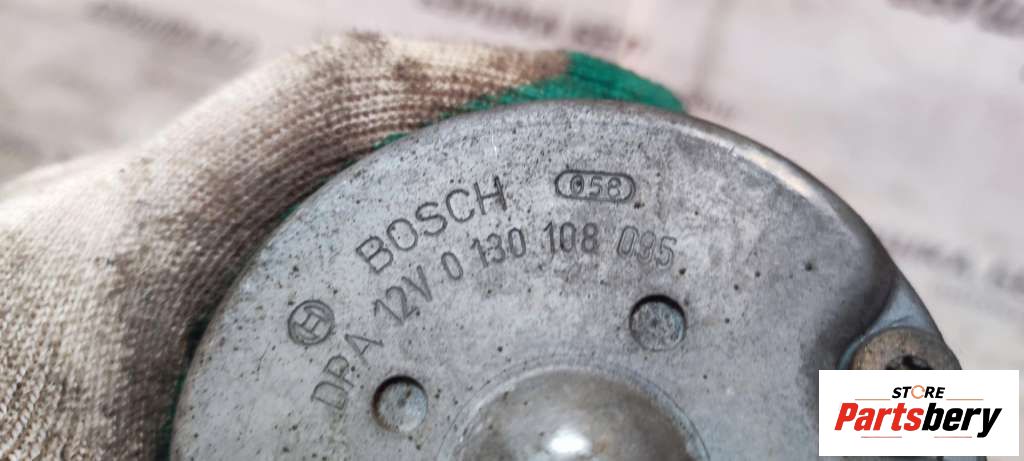 BOSCH 058
DPA 12V 0 130 108 095
STORE
Partsbery